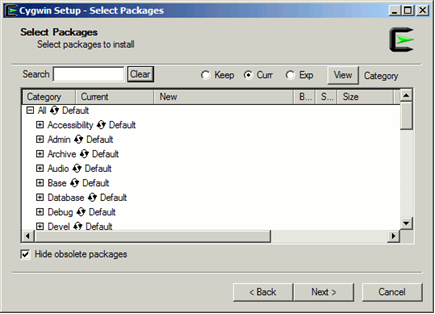 Cygwin Setup - Select Packages
Select Packages
Select packages to install
Search Clear Keep Curr Exp View Category
Category Current New B... S... Size
All Default
Accessibility Default
Admin Default
Archive Default
Audio Default
Base Default
Database Default
Debug Default
Devel Default
Hide obsolete packages
< Back Next > Cancel